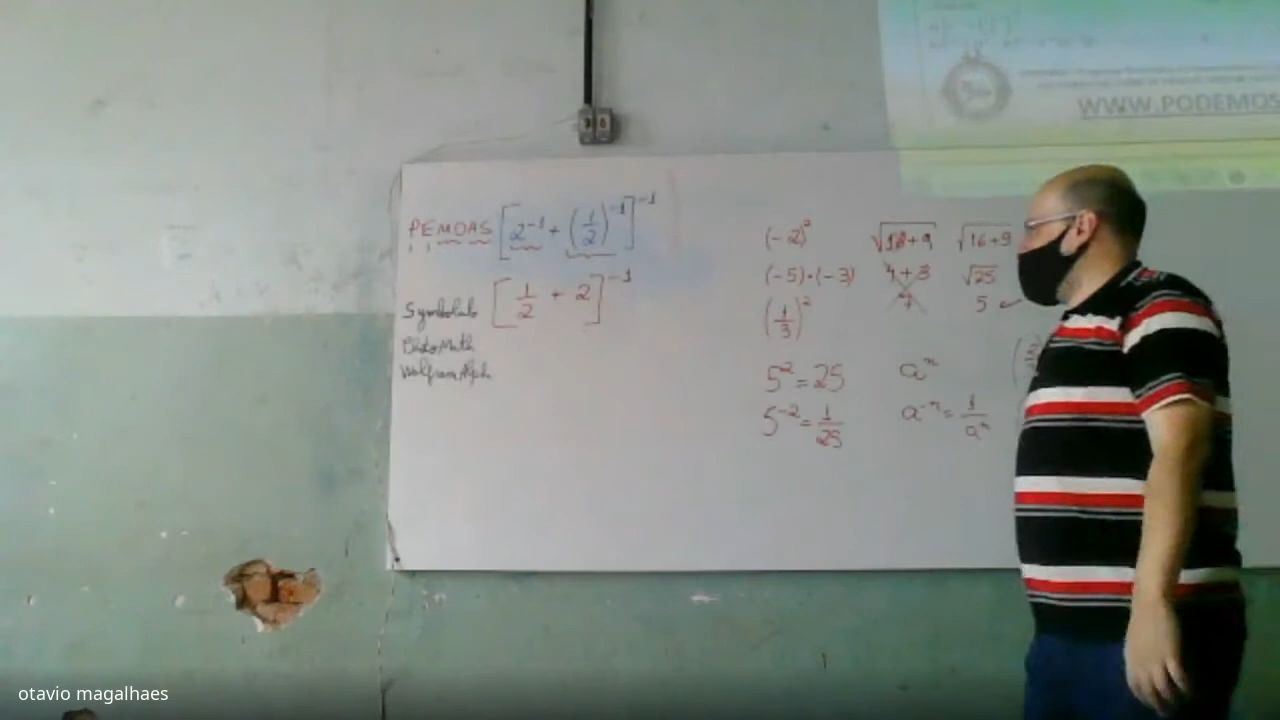 WWW.PODEMOS
PEMDAS [2⁻¹ + (1/2)⁻¹]⁻¹
[1/2 + 2]⁻¹
Symbolab
PhotoMath
WolframAlpha
(-2)²
(-5)·(-3)
(1/3)²
5² = 25
5⁻² = 1/25
√16+9
4+3
7
aⁿ
a⁻ⁿ = 1/aⁿ
√16+9
√25
5 ✓
otavio magalhaes